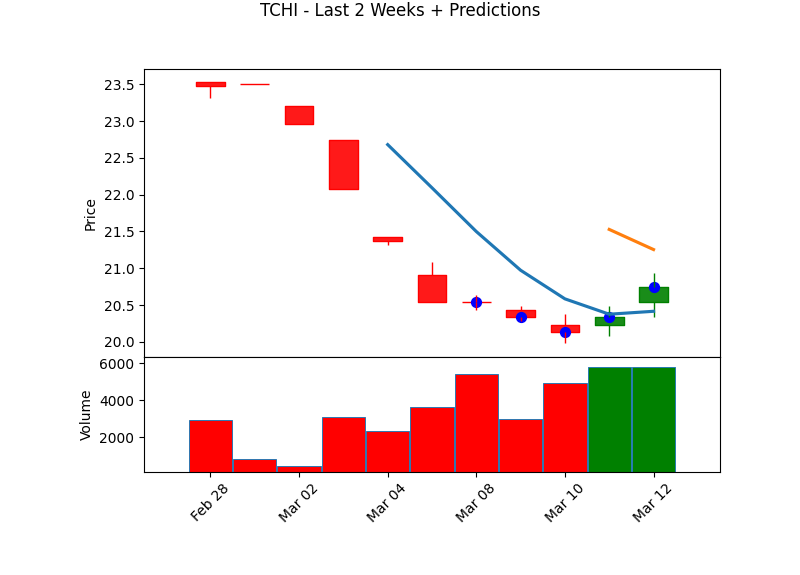 TCHI - Last 2 Weeks + Predictions
23.5
23.0
22.5
22.0
21.5
21.0
20.5
20.0
Price
6000
4000
2000
Volume
Feb 28
Mar 02
Mar 04
Mar 08
Mar 10
Mar 12